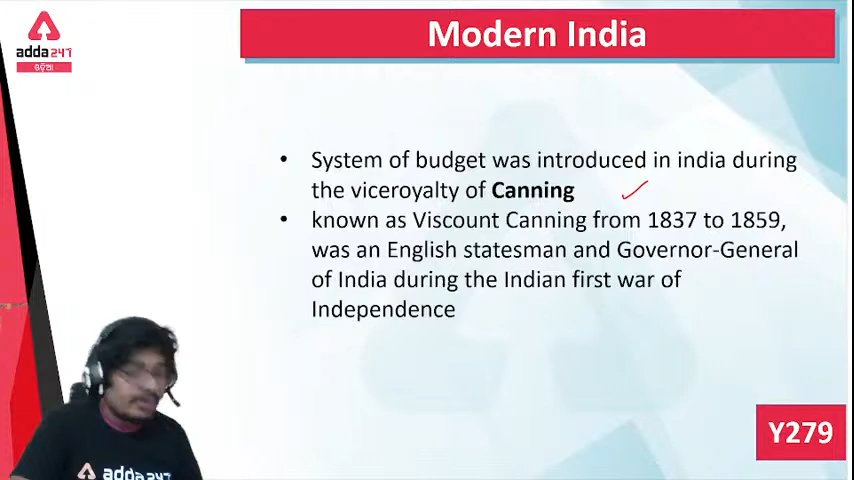 Modern India
adda247
ଓଡ଼ିଆ
• System of budget was introduced in india during
the viceroyalty of Canning
• known as Viscount Canning from 1837 to 1859,
was an English statesman and Governor-General
of India during the Indian first war of
Independence
Y279
adda247